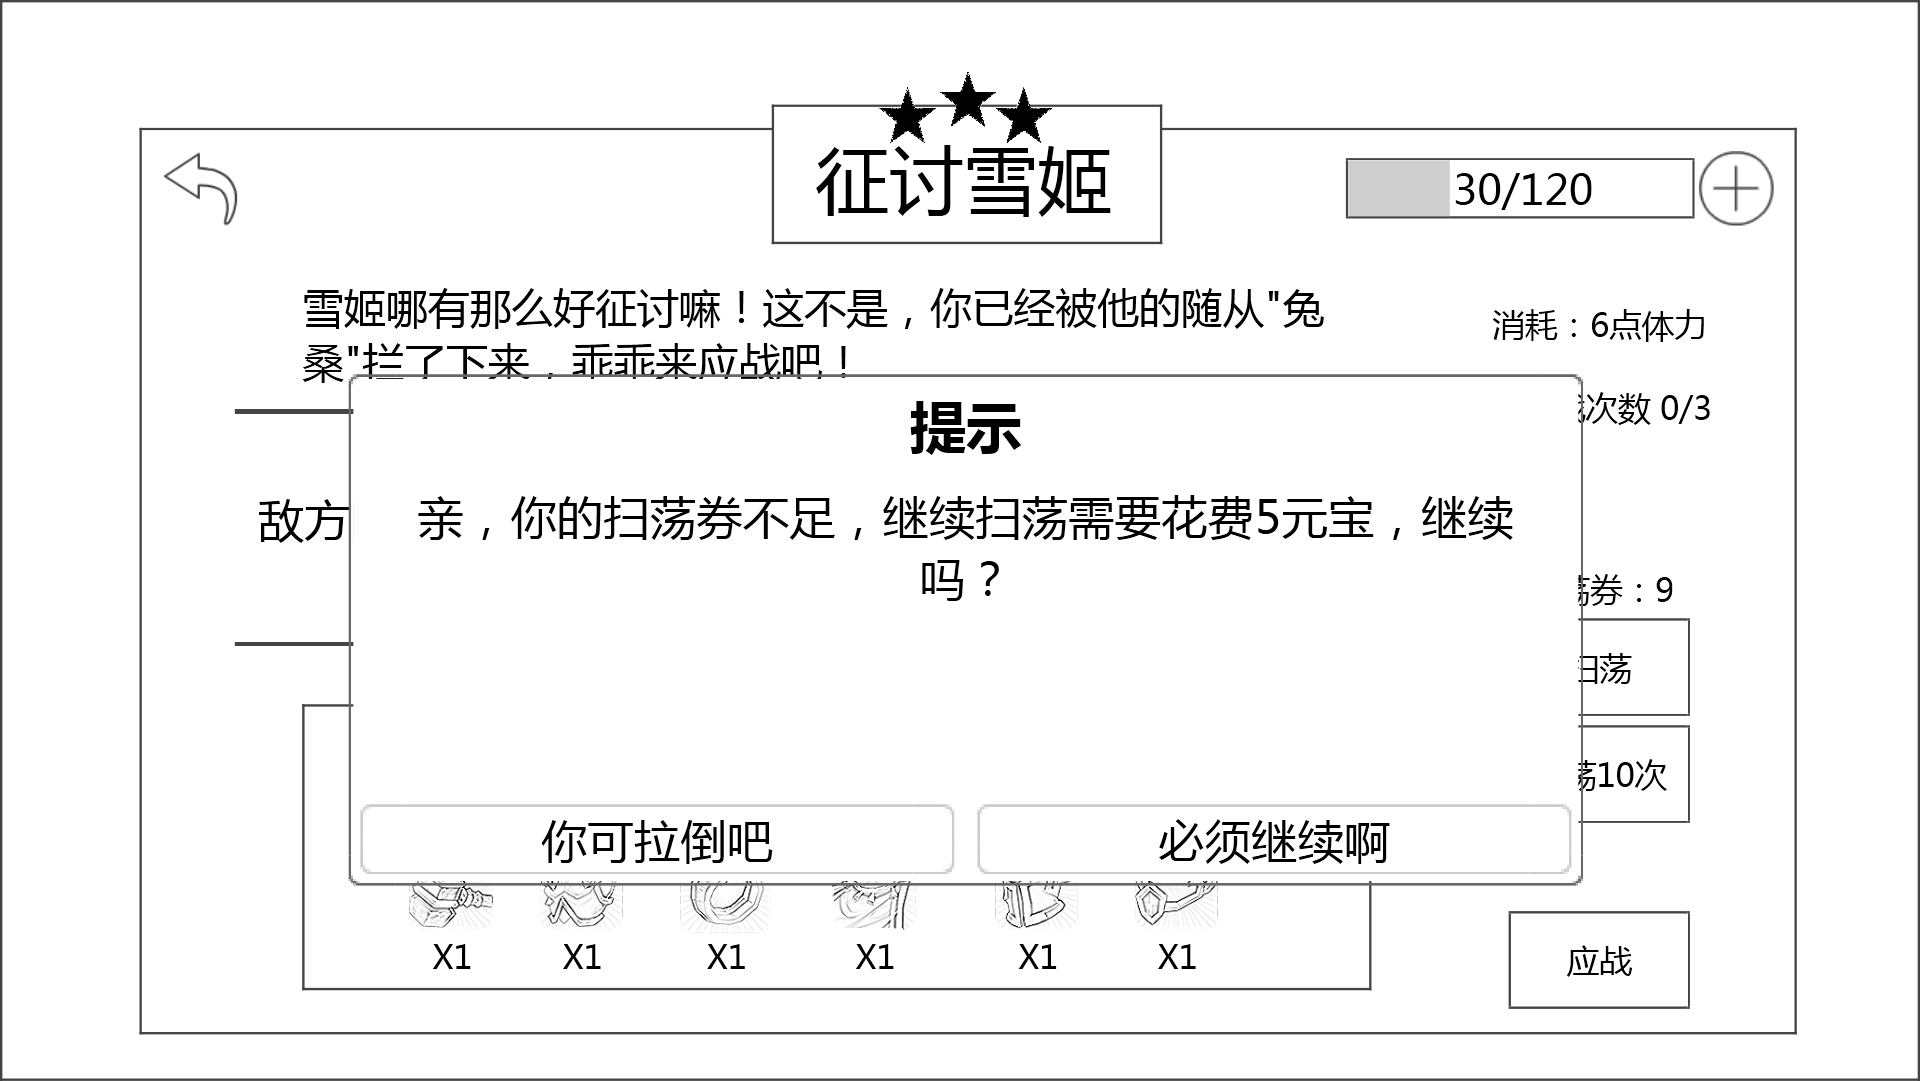 征讨雪姬
30/120
雪姬哪有那么好征讨嘛！这不是，你已经被他的随从"兔
桑"拦了下来，乖乖来应战吧！
消耗：6点体力
次数 0/3
提示
敌方
亲，你的扫荡券不足，继续扫荡需要花费5元宝，继续
吗？
荡券：9
扫荡
荡10次
你可拉倒吧
必须继续啊
X1 X1 X1 X1 X1 X1
应战